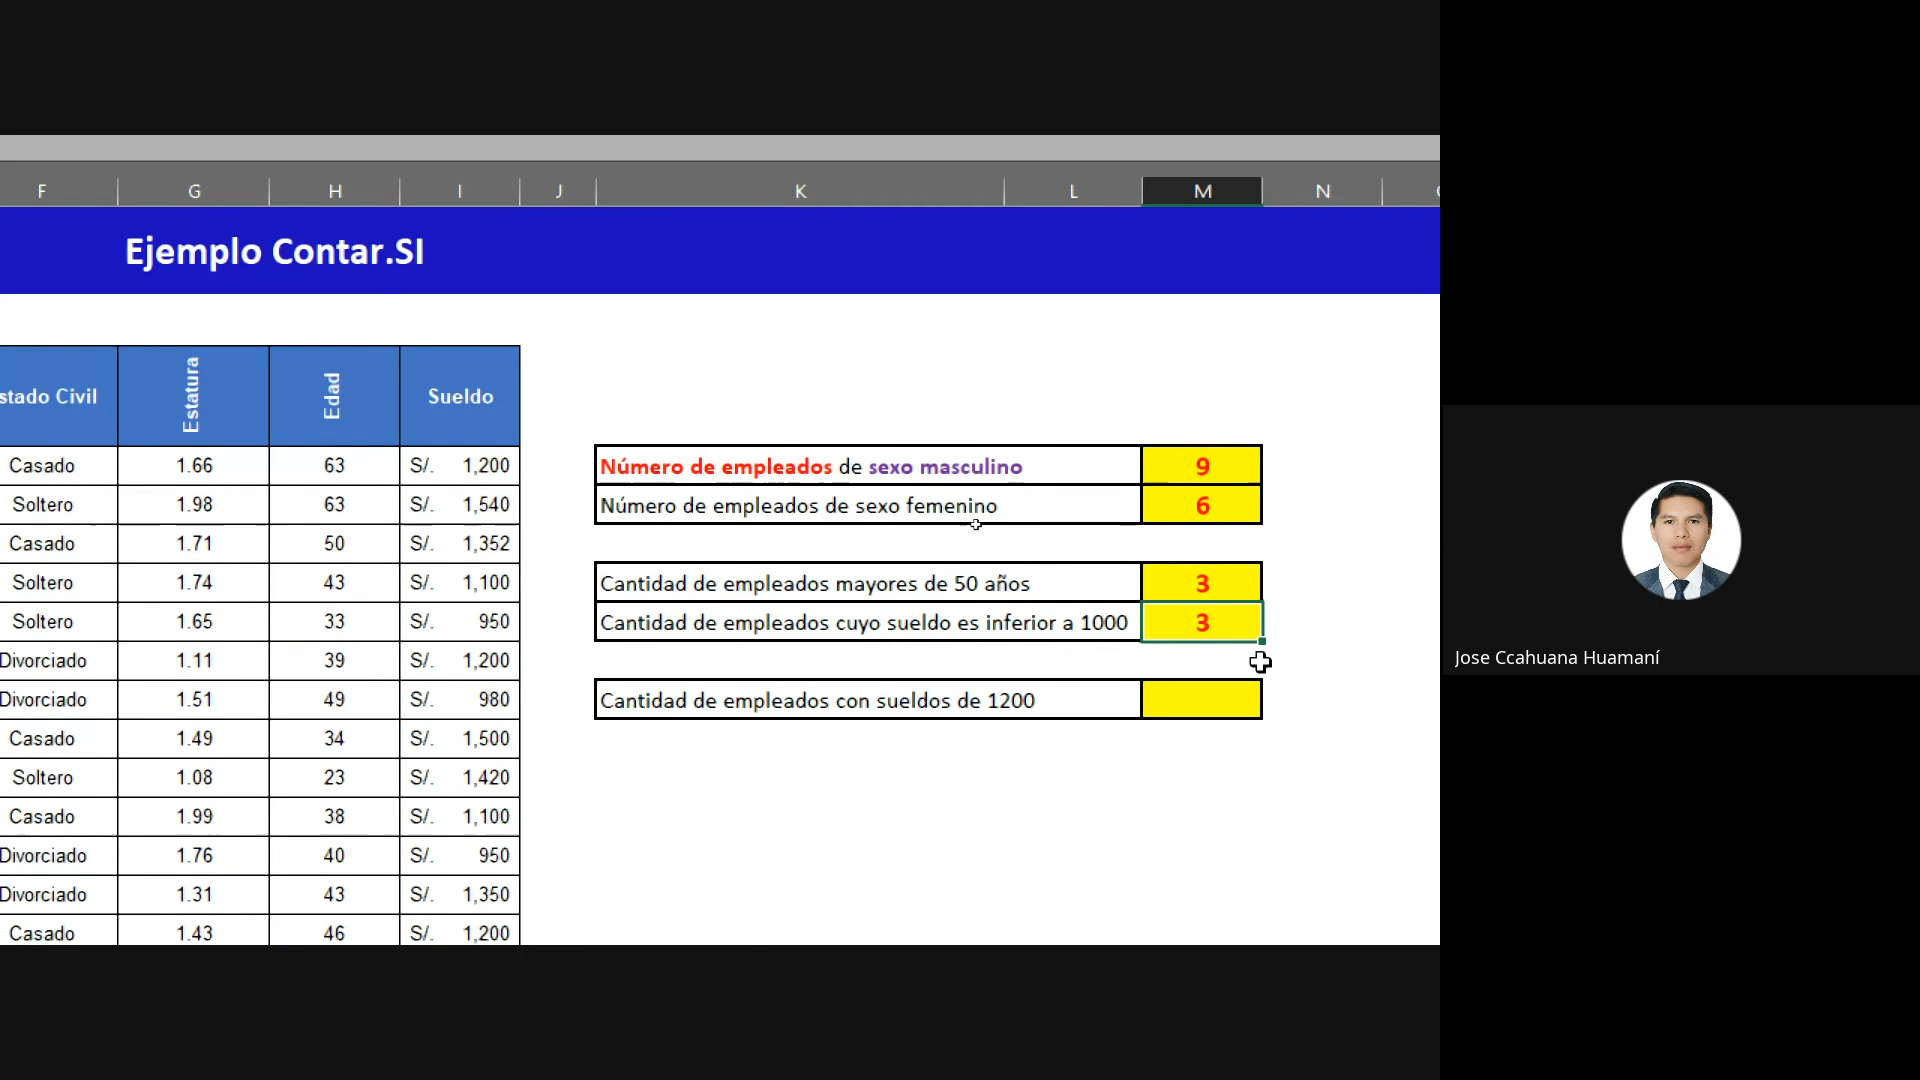 F G H I J K L M N
Ejemplo Contar.SI
stado Civil Estatura Edad Sueldo
Casado 1.66 63 S/. 1,200
Soltero 1.98 63 S/. 1,540
Casado 1.71 50 S/. 1,352
Soltero 1.74 43 S/. 1,100
Soltero 1.65 33 S/. 950
Divorciado 1.11 39 S/. 1,200
Divorciado 1.51 49 S/. 980
Casado 1.49 34 S/. 1,500
Soltero 1.08 23 S/. 1,420
Casado 1.99 38 S/. 1,100
Divorciado 1.76 40 S/. 950
Divorciado 1.31 43 S/. 1,350
Casado 1.43 46 S/. 1,200
Número de empleados de sexo masculino 9
Número de empleados de sexo femenino 6
Cantidad de empleados mayores de 50 años 3
Cantidad de empleados cuyo sueldo es inferior a 1000 3
Cantidad de empleados con sueldos de 1200
Jose Ccahuana Huamaní